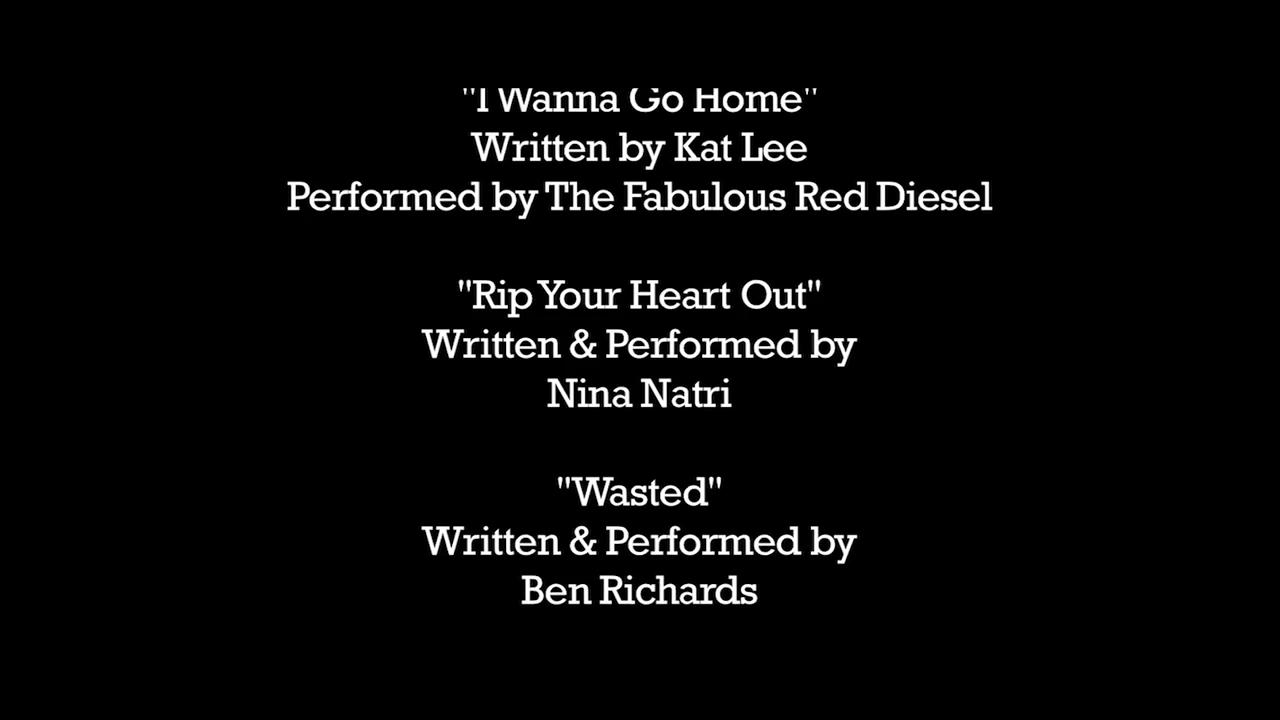 "I Wanna Go Home"
Written by Kat Lee
Performed by The Fabulous Red Diesel
"Rip Your Heart Out"
Written & Performed by
Nina Natri
"Wasted"
Written & Performed by
Ben Richards